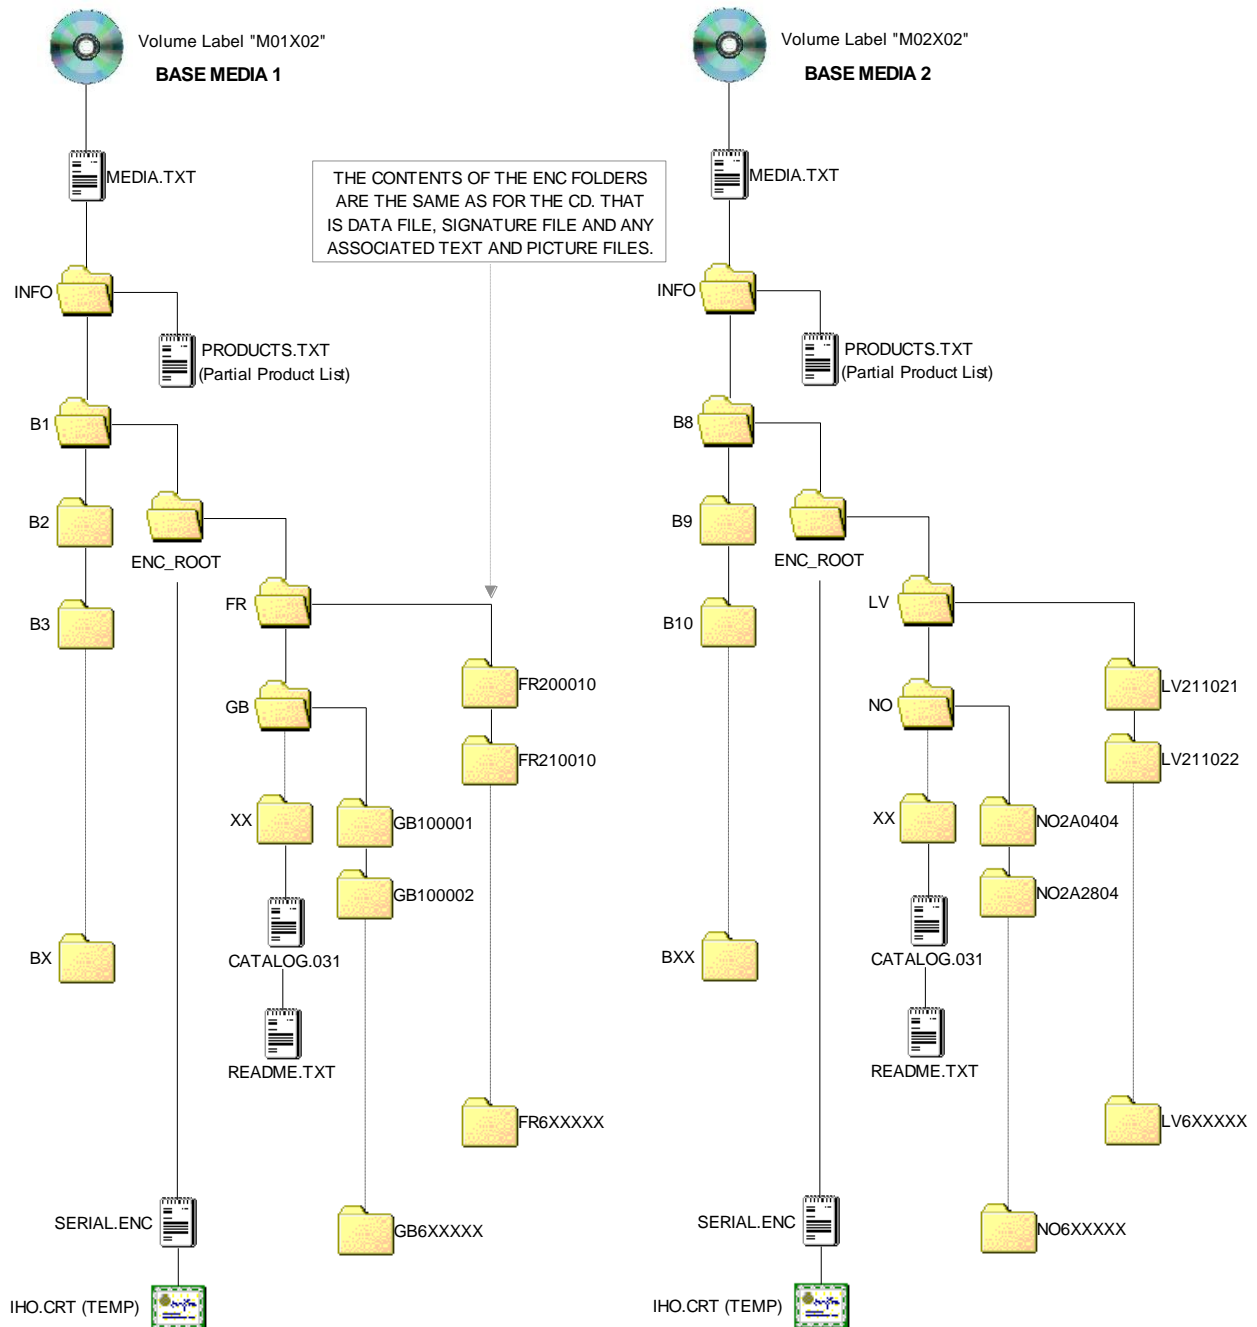 Volume Label "M01X02"
BASE MEDIA 1
MEDIA.TXT
THE CONTENTS OF THE ENC FOLDERS
ARE THE SAME AS FOR THE CD. THAT
IS DATA FILE, SIGNATURE FILE AND ANY
ASSOCIATED TEXT AND PICTURE FILES.
INFO
PRODUCTS.TXT
(Partial Product List)
B1
B2
ENC_ROOT
B3
FR
FR200010
GB
FR210010
XX
GB100001
GB100002
BX
CATALOG.031
README.TXT
FR6XXXXX
SERIAL.ENC
GB6XXXXX
IHO.CRT (TEMP)
Volume Label "M02X02"
BASE MEDIA 2
MEDIA.TXT
INFO
PRODUCTS.TXT
(Partial Product List)
B8
B9
ENC_ROOT
B10
LV
LV211021
NO
LV211022
XX
NO2A0404
NO2A2804
BXX
CATALOG.031
README.TXT
LV6XXXXX
SERIAL.ENC
NO6XXXXX
IHO.CRT (TEMP)